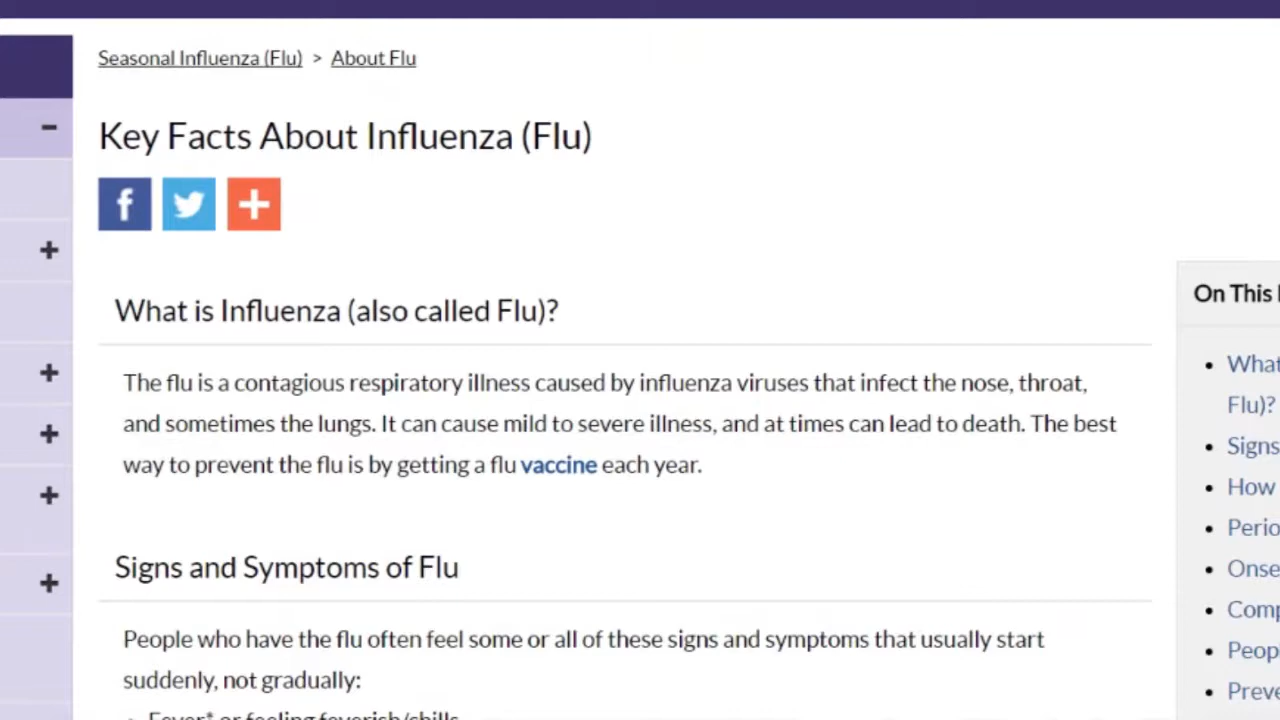 Seasonal Influenza (Flu) > About Flu
Key Facts About Influenza (Flu)
What is Influenza (also called Flu)?
The flu is a contagious respiratory illness caused by influenza viruses that infect the nose, throat,
and sometimes the lungs. It can cause mild to severe illness, and at times can lead to death. The best
way to prevent the flu is by getting a flu vaccine each year.
Signs and Symptoms of Flu
People who have the flu often feel some or all of these signs and symptoms that usually start
suddenly, not gradually:
Fever* or feeling feverish/chills
On This
What
Flu)?
Signs
How